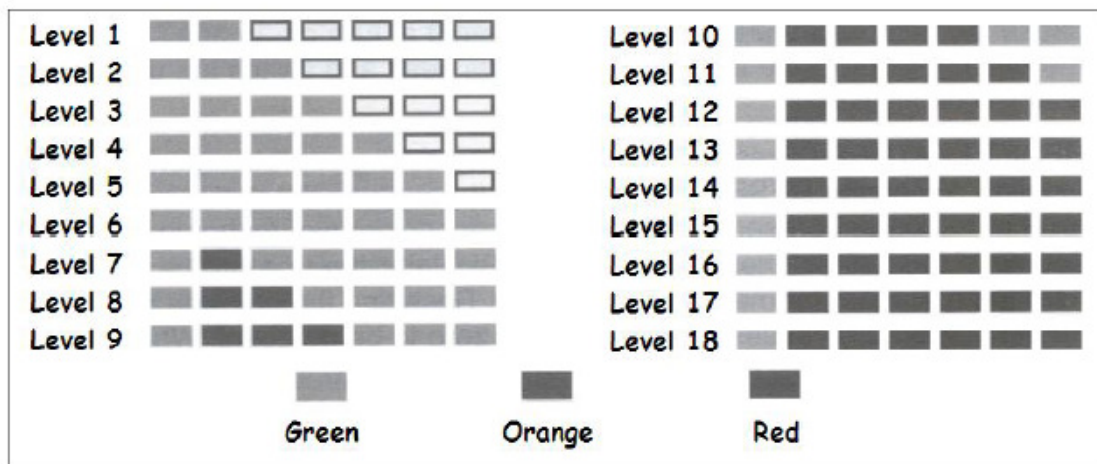 Level 1
Level 2
Level 3
Level 4
Level 5
Level 6
Level 7
Level 8
Level 9
Level 10
Level 11
Level 12
Level 13
Level 14
Level 15
Level 16
Level 17
Level 18
Green Orange Red